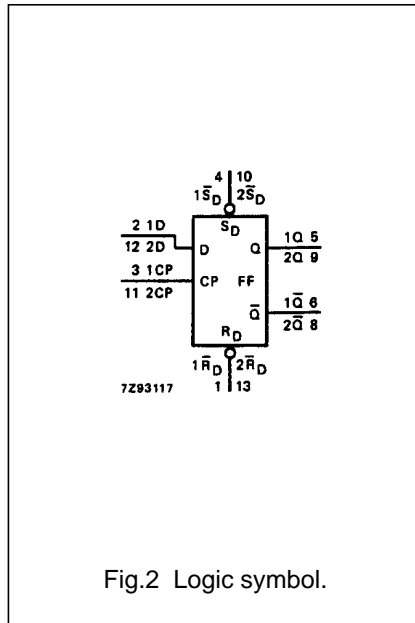 4 10
1S̅D 2S̅D
SD
2 1D
12 2D
D
Q
1Q 5
2Q 9
3 1CP
11 2CP
CP FF
Q̅
1Q̅ 6
2Q̅ 8
RD
1R̅D 2R̅D
1 13
7Z93117
Fig.2 Logic symbol.